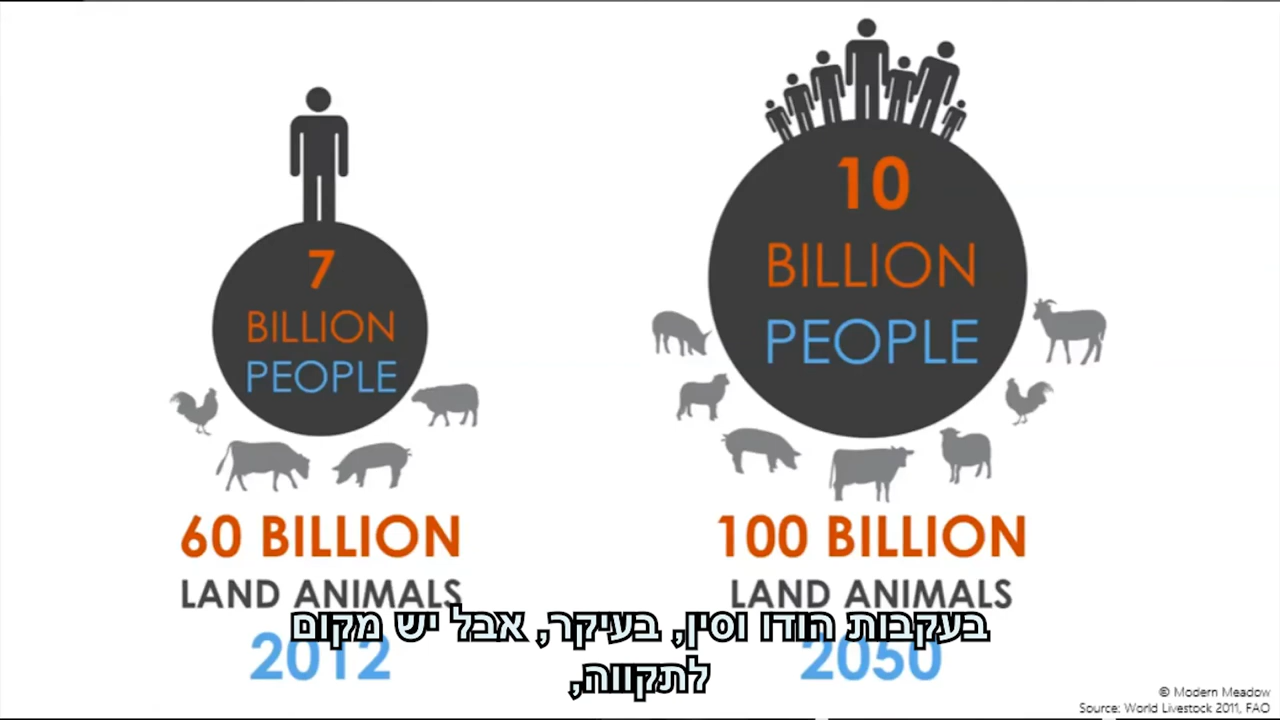 7
BILLION
PEOPLE
60 BILLION
LAND ANIMALS
2012
10
BILLION
PEOPLE
100 BILLION
LAND ANIMALS
2050
בעקבות הודו וסין, בעיקר, אבל יש מקום
לתקווה,
© Modern Meadow
Source: World Livestock 2011, FAO